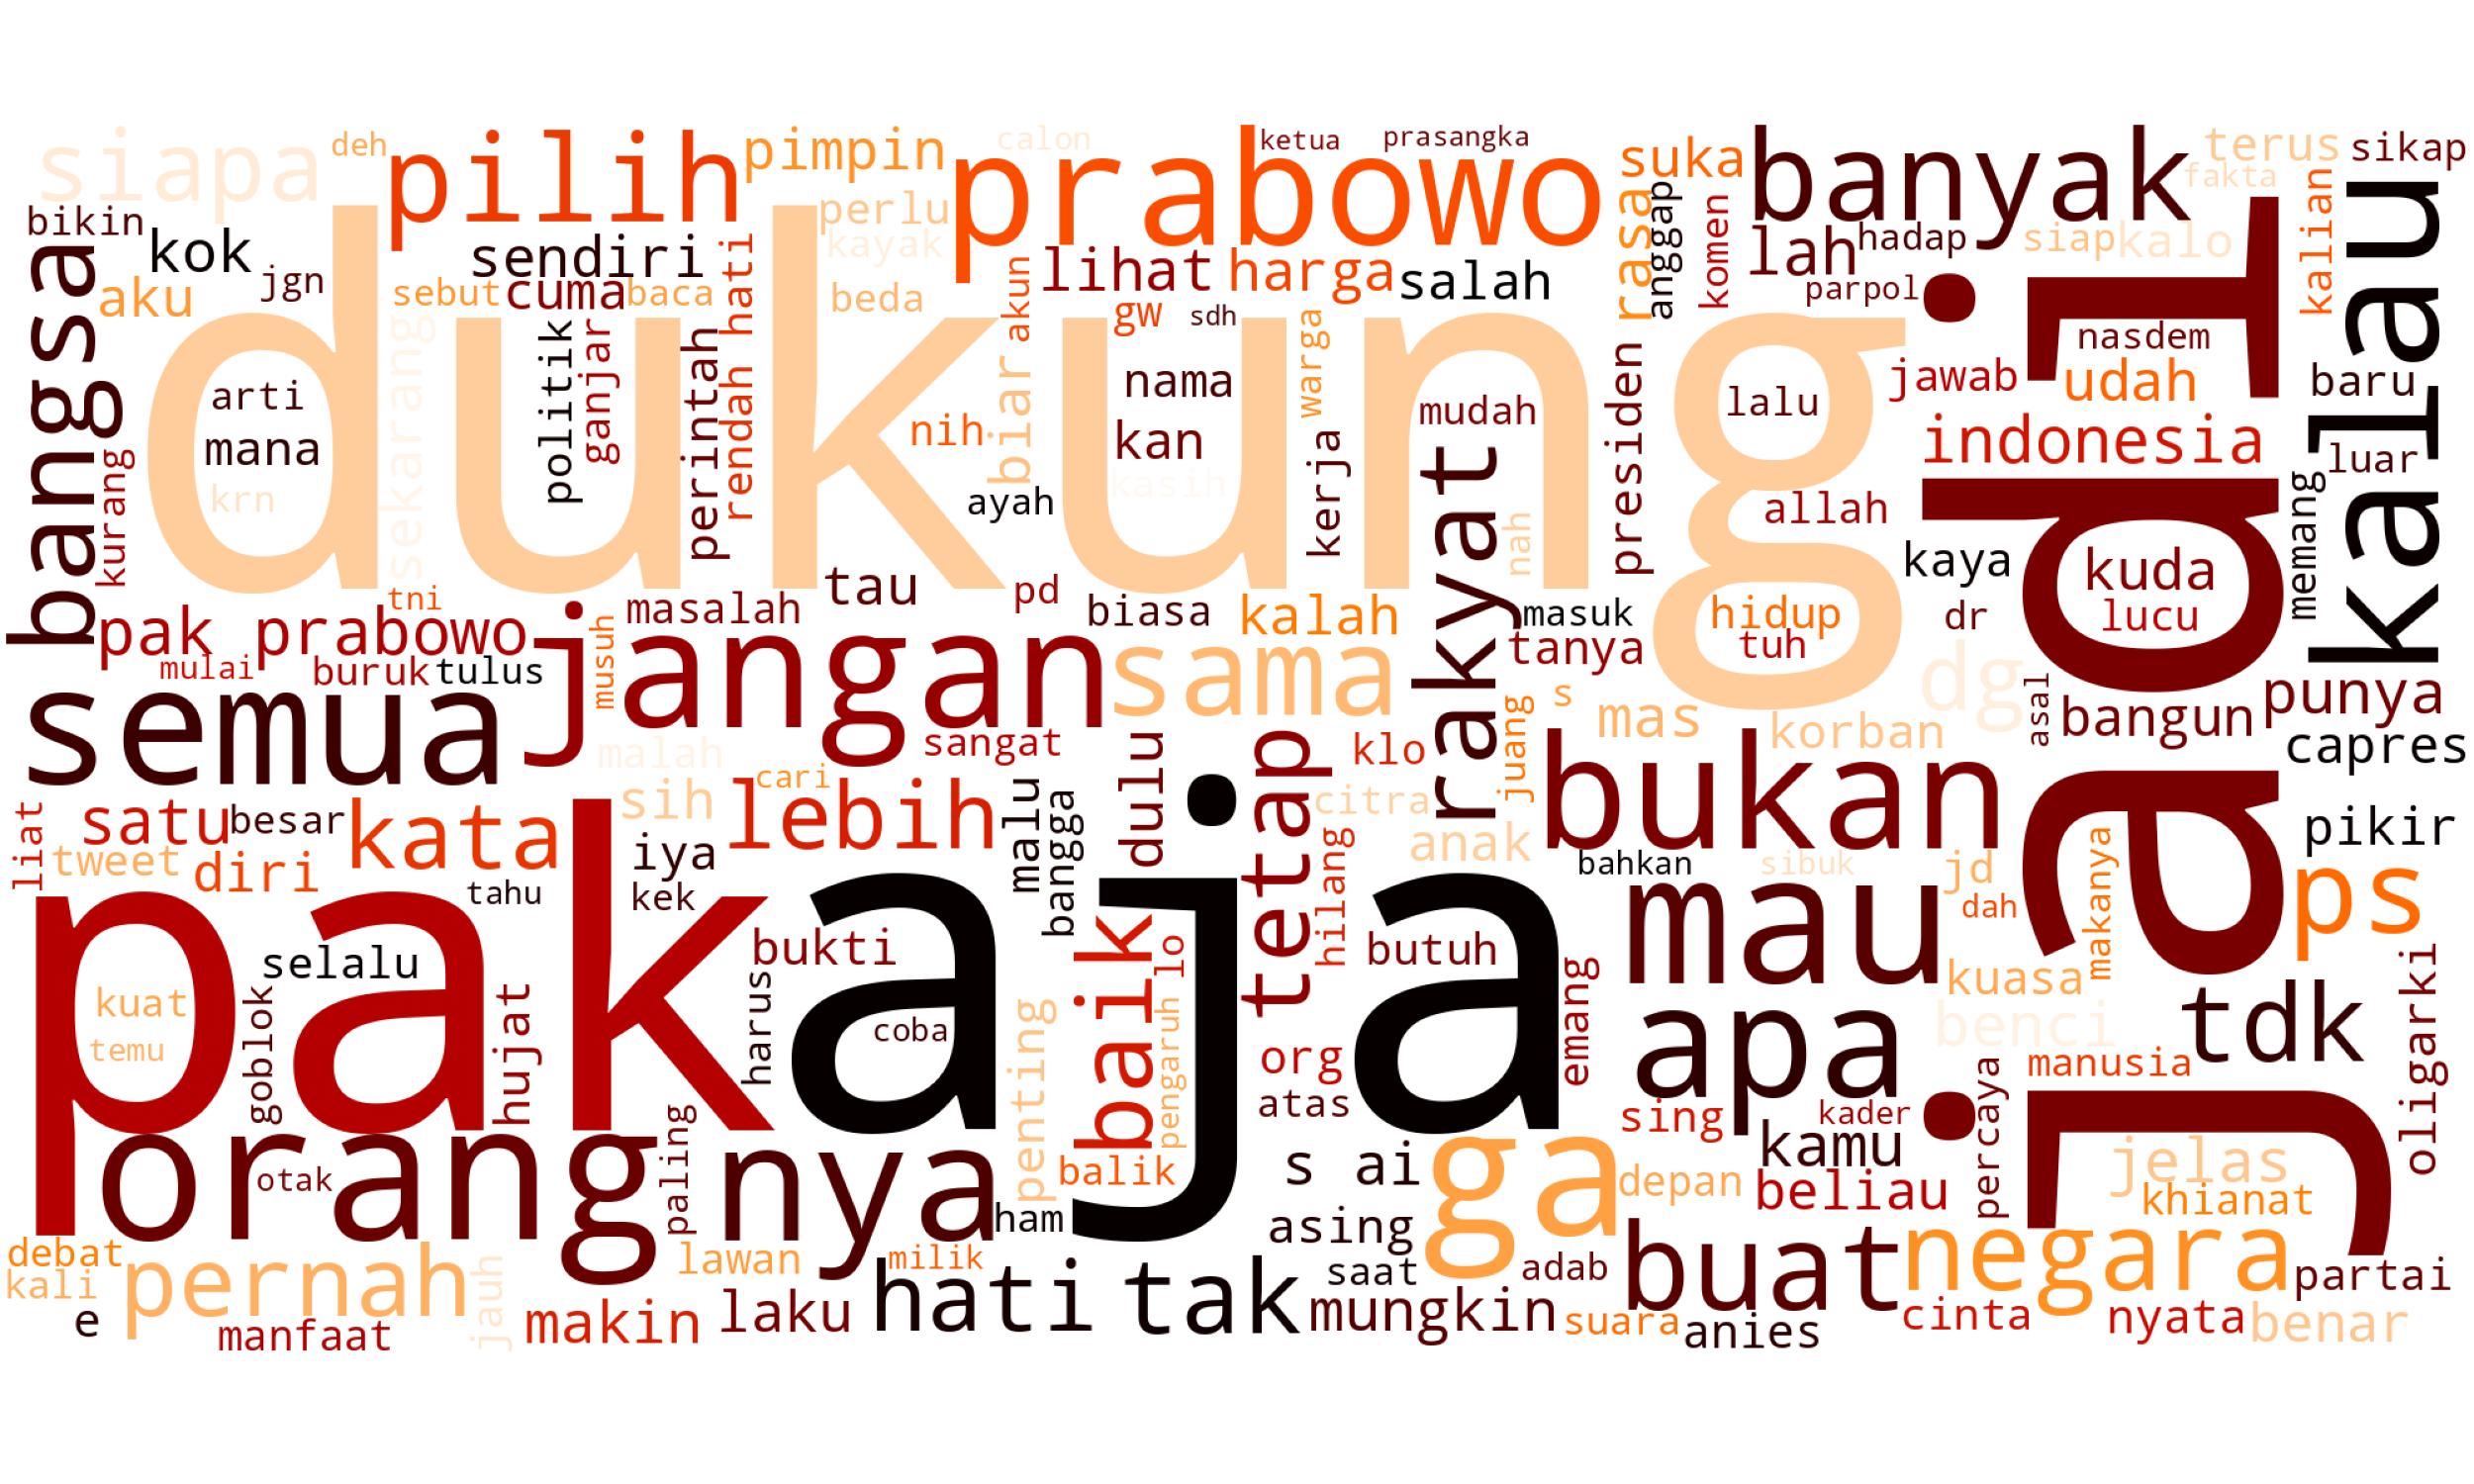 siapa
deh
pilih
pimpin
calon
prabowo
ketua
prasangka
suka
banyak
terus
sikap
fakta
bikin
kok
jgn
aku
bangsa
sendiri
sebut
cuma
baca
perlu
kayak
beda
rendah hati
akun
lihat
harga
salah
gw
sdh
rasa
anggap
komen
lah
hadap
siap
kalo
parpol
kalian
kalau
dukung
arti
mana
krn
kurang
sekarang
politik
ganjar
perintah
nih
biar
ayah
nama
kan
kasih
warga
kerja
mudah
rakyat
nah
presiden
lalu
allah
jawab
nasdem
udah
baru
indonesia
luar
memang
kaya
jadi
kuda
lucu
tni
pak prabowo
mulai
buruk
tulus
musuh
masalah
tau
pd
biasa
kalah
masuk
tanya
hidup
tuh
dr
dg
semua
jangan
sama
sangat
malah
sih
cari
lebih
malu
bangga
dulu
tetap
klo
citra
hilang
juang
s
mas
korban
anak
asal
bangun
punya
capres
bukan
bahkan
sibuk
jd
dah
makanya
pikir
ps
liat
satu
besar
tweet
diri
kata
tahu
iya
kek
pak
aja
selalu
kuat
temu
goblok
hujat
bukti
harus
coba
baik
lo
pengaruh
penting
butuh
emang
mau
kuasa
benci
tdk
oligarki
org
atas
apa
manusia
sing
kader
kamu
percaya
beliau
jelas
khianat
orang
otak
paling
nya
ham
balik
s ai
asing
ga
depan
adab
saat
buat
negara
partai
debat
kali
e
pernah
manfaat
jauh
makin
lawan
laku
milik
hati
tak
mungkin
suara
anies
cinta
nyata
benar